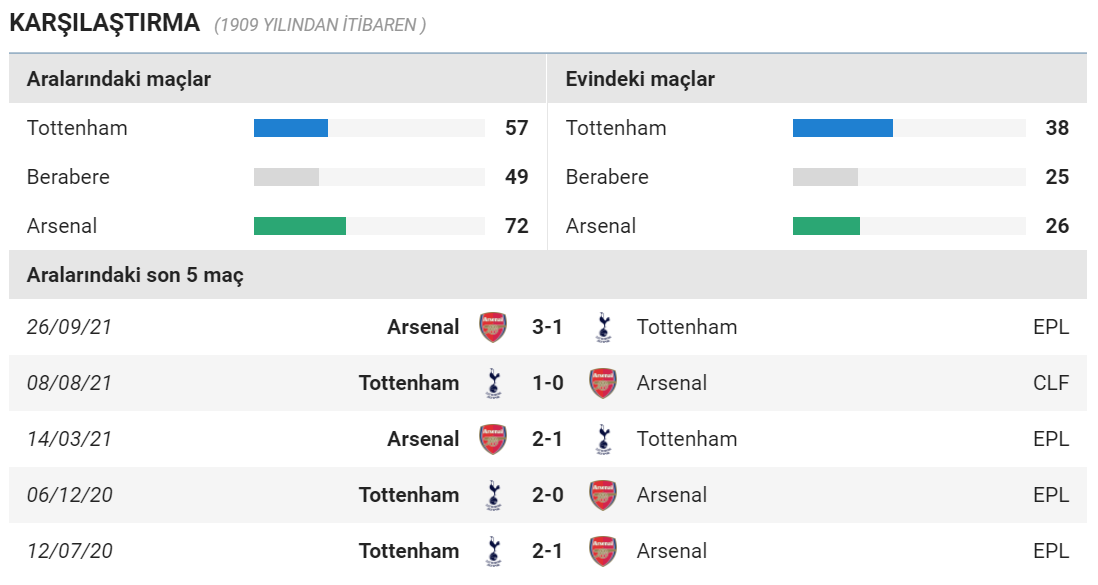 KARŞILAŞTIRMA (1909 YILINDAN İTİBAREN )
Aralarındaki maçlar
Tottenham 57
Berabere 49
Arsenal 72
Evindeki maçlar
Tottenham 38
Berabere 25
Arsenal 26
Aralarındaki son 5 maç
26/09/21 Arsenal 3-1 Tottenham EPL
08/08/21 Tottenham 1-0 Arsenal CLF
14/03/21 Arsenal 2-1 Tottenham EPL
06/12/20 Tottenham 2-0 Arsenal EPL
12/07/20 Tottenham 2-1 Arsenal EPL